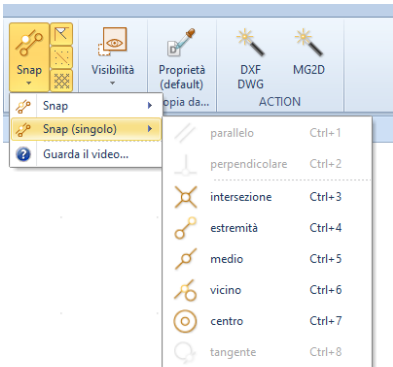 Snap
Visibilità
Proprietà
(default)
DXF
DWG
MG2D
opia da...
ACTION
Snap
Snap (singolo)
Guarda il video...
parallelo Ctrl+1
perpendicolare Ctrl+2
intersezione Ctrl+3
estremità Ctrl+4
medio Ctrl+5
vicino Ctrl+6
centro Ctrl+7
tangente Ctrl+8